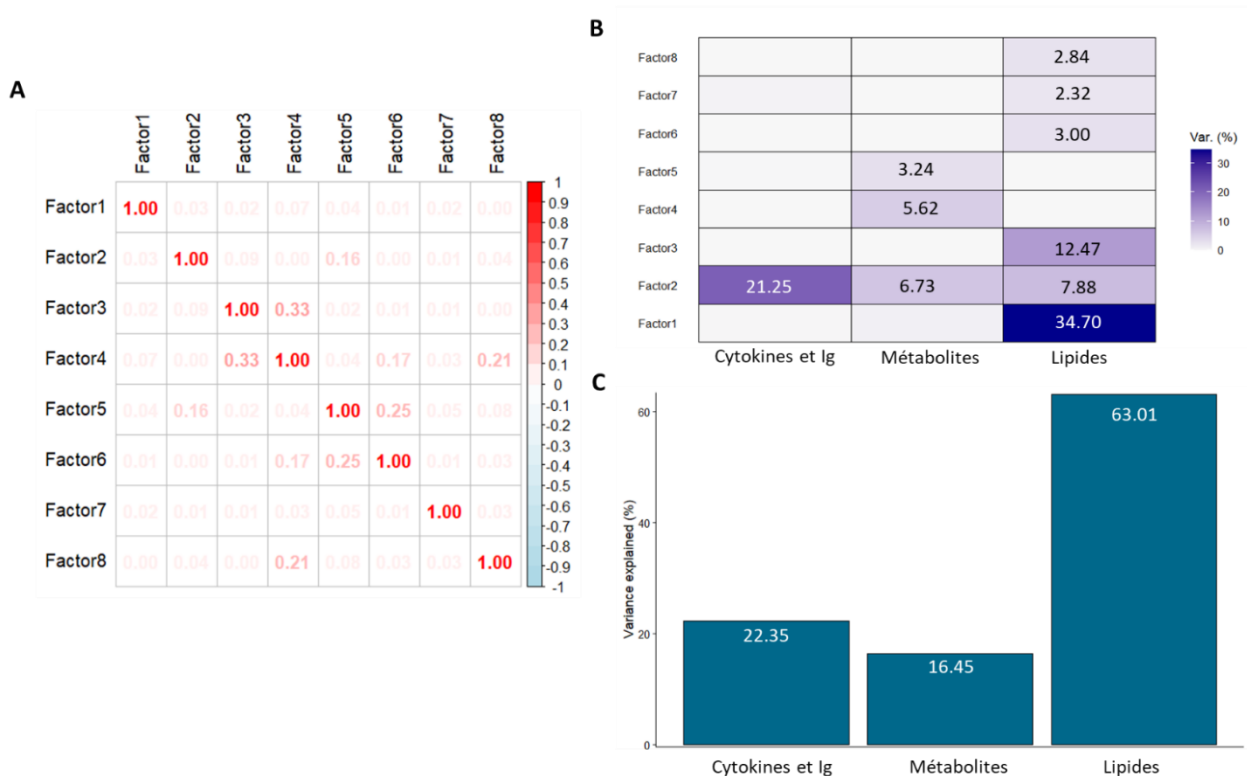 A
Factor1 Factor2 Factor3 Factor4 Factor5 Factor6 Factor7 Factor8
Factor1 1.00 0.03 0.02 0.07 0.04 0.01 0.02 0.00
Factor2 0.03 1.00 0.09 0.00 0.16 0.00 0.01 0.04
Factor3 0.02 0.09 1.00 0.33 0.02 0.01 0.01 0.00
Factor4 0.07 0.00 0.33 1.00 0.04 0.17 0.03 0.21
Factor5 0.04 0.16 0.02 0.04 1.00 0.25 0.05 0.08
Factor6 0.01 0.00 0.01 0.17 0.25 1.00 0.01 0.03
Factor7 0.02 0.01 0.01 0.03 0.05 0.01 1.00 0.03
Factor8 0.00 0.04 0.00 0.21 0.08 0.03 0.03 1.00
1
0.9
0.8
0.7
0.6
0.5
0.4
0.3
0.2
0.1
0
-0.1
-0.2
-0.3
-0.4
-0.5
-0.6
-0.7
-0.8
-0.9
-1
B
Factor8 2.84
Factor7 2.32
Factor6 3.00
Factor5 3.24
Factor4 5.62
Factor3 12.47
Factor2 21.25 6.73 7.88
Factor1 34.70
Cytokines et Ig Métabolites Lipides
Var. (%)
30
20
10
0
C
Variance explained (%)
60
40
20
0
22.35 16.45 63.01
Cytokines et Ig Métabolites Lipides